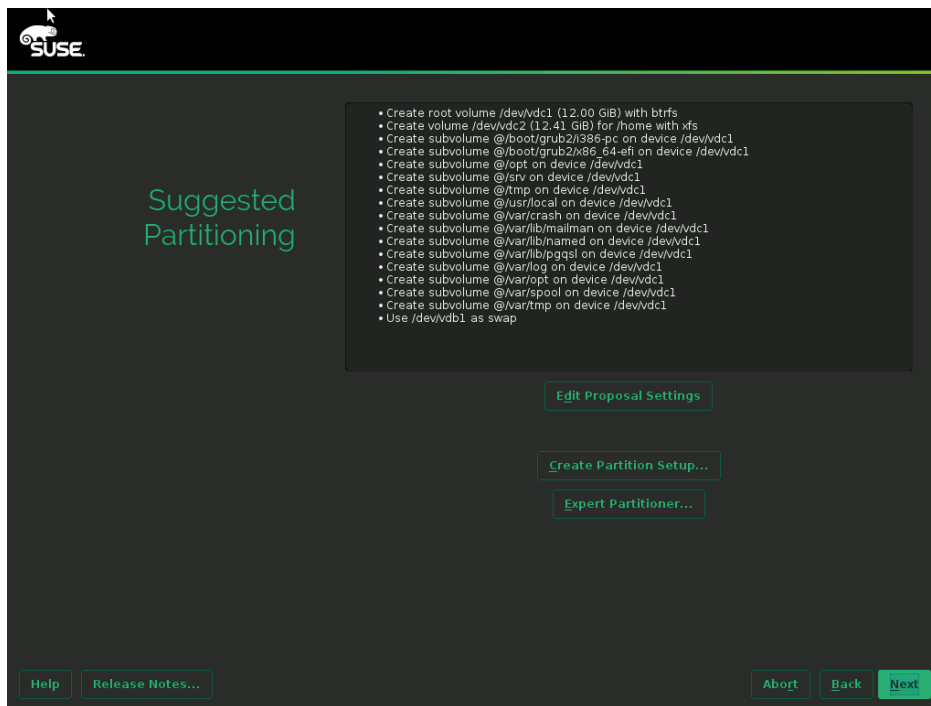 SUSE.
Suggested
Partitioning
• Create root volume /dev/vdc1 (12.00 GiB) with btrfs
• Create volume /dev/vdc2 (12.41 GiB) for /home with xfs
• Create subvolume @/boot/grub2/i386-pc on device /dev/vdc1
• Create subvolume @/boot/grub2/x86_64-efi on device /dev/vdc1
• Create subvolume @/opt on device /dev/vdc1
• Create subvolume @/srv on device /dev/vdc1
• Create subvolume @/tmp on device /dev/vdc1
• Create subvolume @/usr/local on device /dev/vdc1
• Create subvolume @/var/crash on device /dev/vdc1
• Create subvolume @/var/lib/mailman on device /dev/vdc1
• Create subvolume @/var/lib/named on device /dev/vdc1
• Create subvolume @/var/lib/pgqsl on device /dev/vdc1
• Create subvolume @/var/log on device /dev/vdc1
• Create subvolume @/var/opt on device /dev/vdc1
• Create subvolume @/var/spool on device /dev/vdc1
• Create subvolume @/var/tmp on device /dev/vdc1
• Use /dev/vdb1 as swap
Edit Proposal Settings
Create Partition Setup...
Expert Partitioner...
Help Release Notes... Abort Back Next